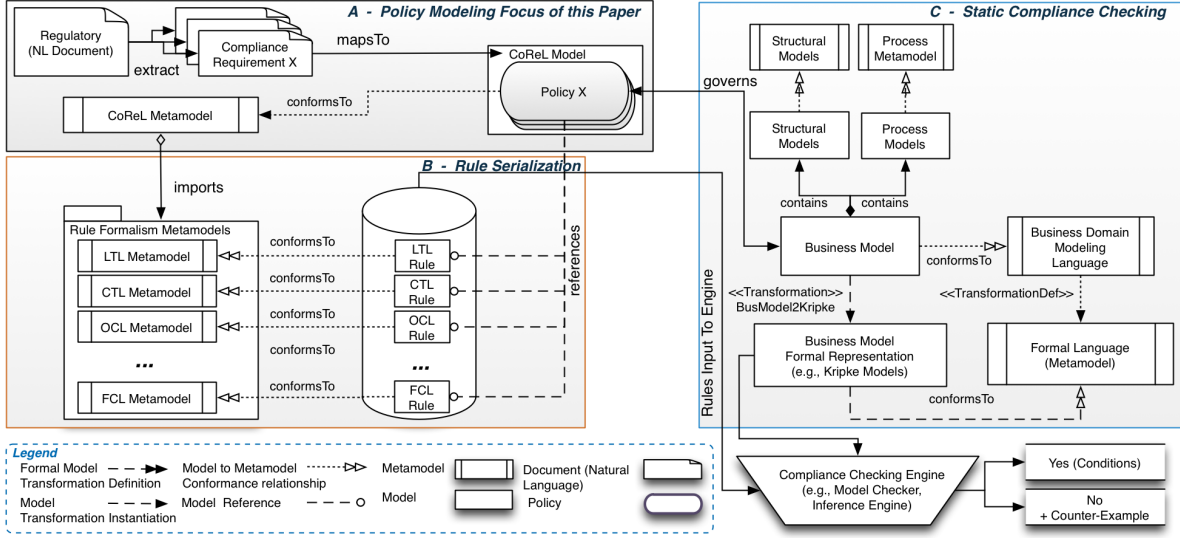 A - Policy Modeling Focus of this Paper
Regulatory
(NL Document)
extract
Compliance
Requirement X
mapsTo
CoReL Model
Policy X
conformsTo
CoReL Metamodel
governs
imports
B - Rule Serialization
Rule Formalism Metamodels
LTL Metamodel
conformsTo
LTL
Rule
CTL Metamodel
conformsTo
CTL
Rule
OCL Metamodel
conformsTo
OCL
Rule
...
conformsTo
...
FCL Metamodel
conformsTo
FCL
Rule
references
Rules Input To Engine
C - Static Compliance Checking
Structural
Models
Process
Metamodel
Structural
Models
Process
Models
contains
contains
Business Model
conformsTo
Business Domain
Modeling
Language
<<Transformation>>
BusModel2Kripke
<<TransformationDef>>
Business Model
Formal Representation
(e.g., Kripke Models)
Formal Language
(Metamodel)
conformsTo
Compliance Checking Engine
(e.g., Model Checker,
Inference Engine)
Yes (Conditions)
No
+ Counter-Example
Legend
Formal Model
Transformation Definition
Model to Metamodel
Conformance relationship
Metamodel
Document (Natural
Language)
Model
Transformation Instantiation
Model Reference
Model
Policy